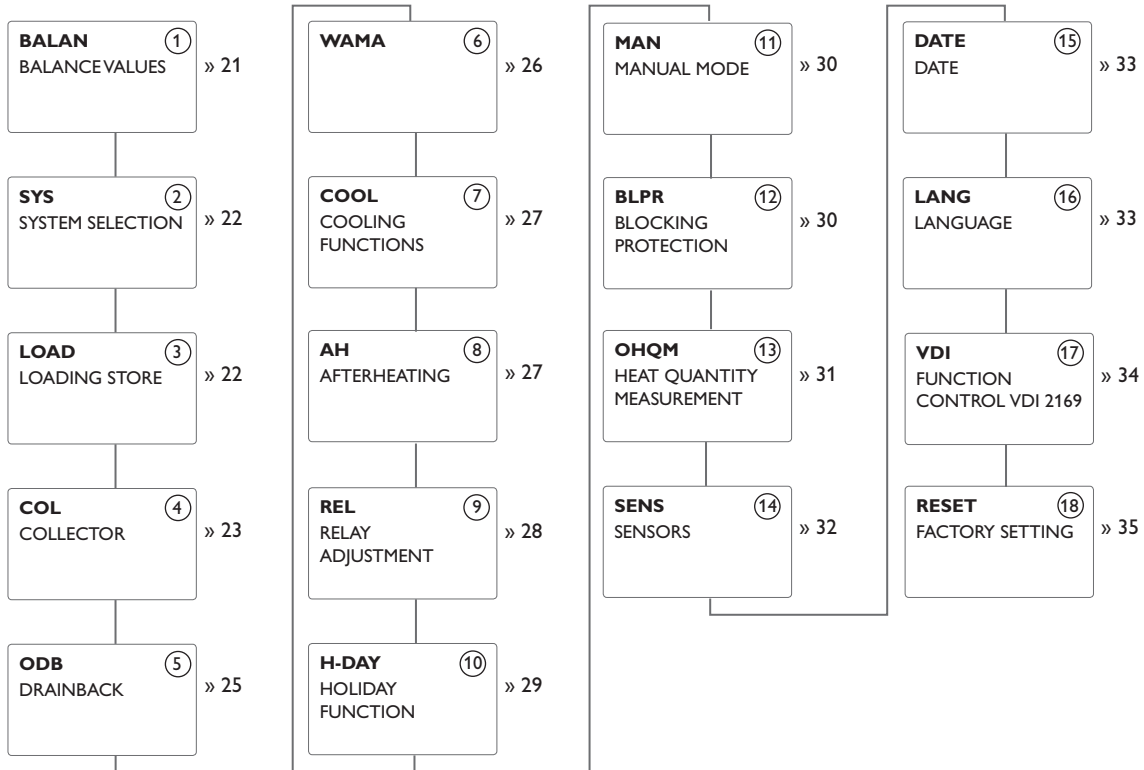 BALAN ①
BALANCE VALUES
» 21
SYS ②
SYSTEM SELECTION
» 22
LOAD ③
LOADING STORE
» 22
COL ④
COLLECTOR
» 23
ODB ⑤
DRAINBACK
» 25
WAMA ⑥
» 26
COOL ⑦
COOLING
FUNCTIONS
» 27
AH ⑧
AFTERHEATING
» 27
REL ⑨
RELAY
ADJUSTMENT
» 28
H-DAY ⑩
HOLIDAY
FUNCTION
» 29
MAN ⑪
MANUAL MODE
» 30
BLPR ⑫
BLOCKING
PROTECTION
» 30
OHQM ⑬
HEAT QUANTITY
MEASUREMENT
» 31
SENS ⑭
SENSORS
» 32
DATE ⑮
DATE
» 33
LANG ⑯
LANGUAGE
» 33
VDI ⑰
FUNCTION
CONTROL VDI 2169
» 34
RESET ⑱
FACTORY SETTING
» 35